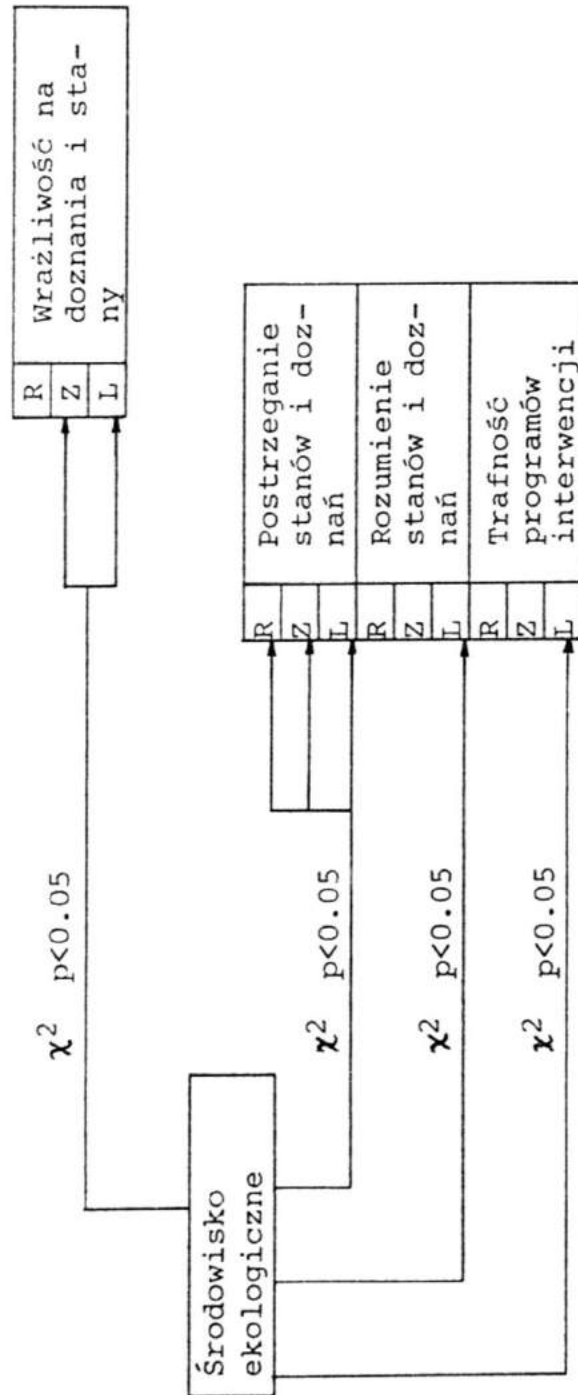 R
Z
L
Wrażliwość na
doznania i sta-
ny
χ² p<0.05
Środowisko
ekologiczne
χ² p<0.05
R
Z
L
Postrzeganie
stanów i doz-
nań
χ² p<0.05
R
Z
L
Rozumienie
stanów i doz-
nań
χ² p<0.05
R
Z
L
Trafność
programów
interwencji